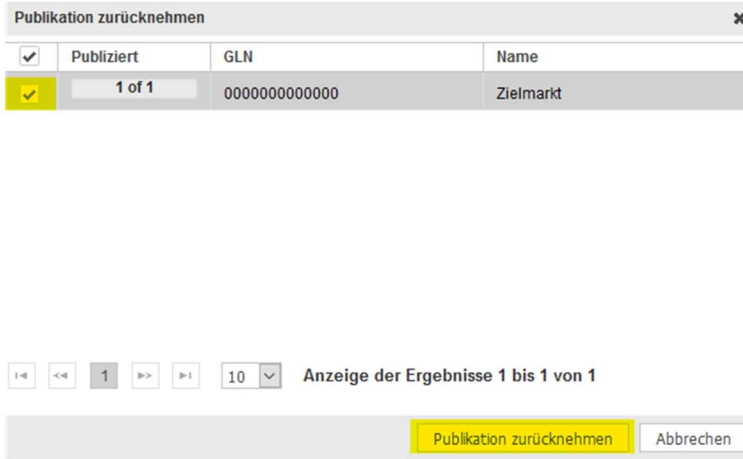 Publikation zurücknehmen
Publiziert GLN Name
1 of 1 0000000000000 Zielmarkt
1 10 Anzeige der Ergebnisse 1 bis 1 von 1
Publikation zurücknehmen Abbrechen